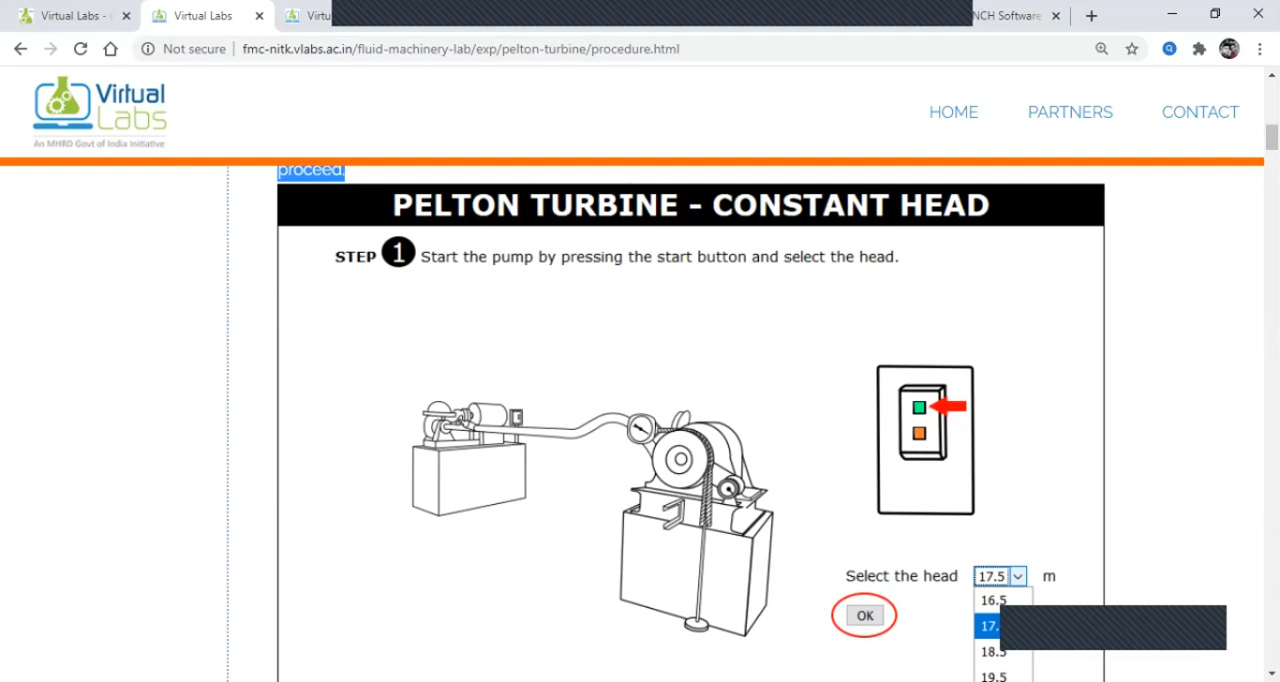 Virtual Labs -
Virtual Labs
Virtu
NCH Software
Not secure
fmc-nitk.vlabs.ac.in/fluid-machinery-lab/exp/pelton-turbine/procedure.html
Virtual
Labs
An MHRD Govt of India Initiative
HOME
PARTNERS
CONTACT
proceed.
PELTON TURBINE - CONSTANT HEAD
STEP 1 Start the pump by pressing the start button and select the head.
Select the head 17.5 m
16.5
OK
17.
18.5
19.5